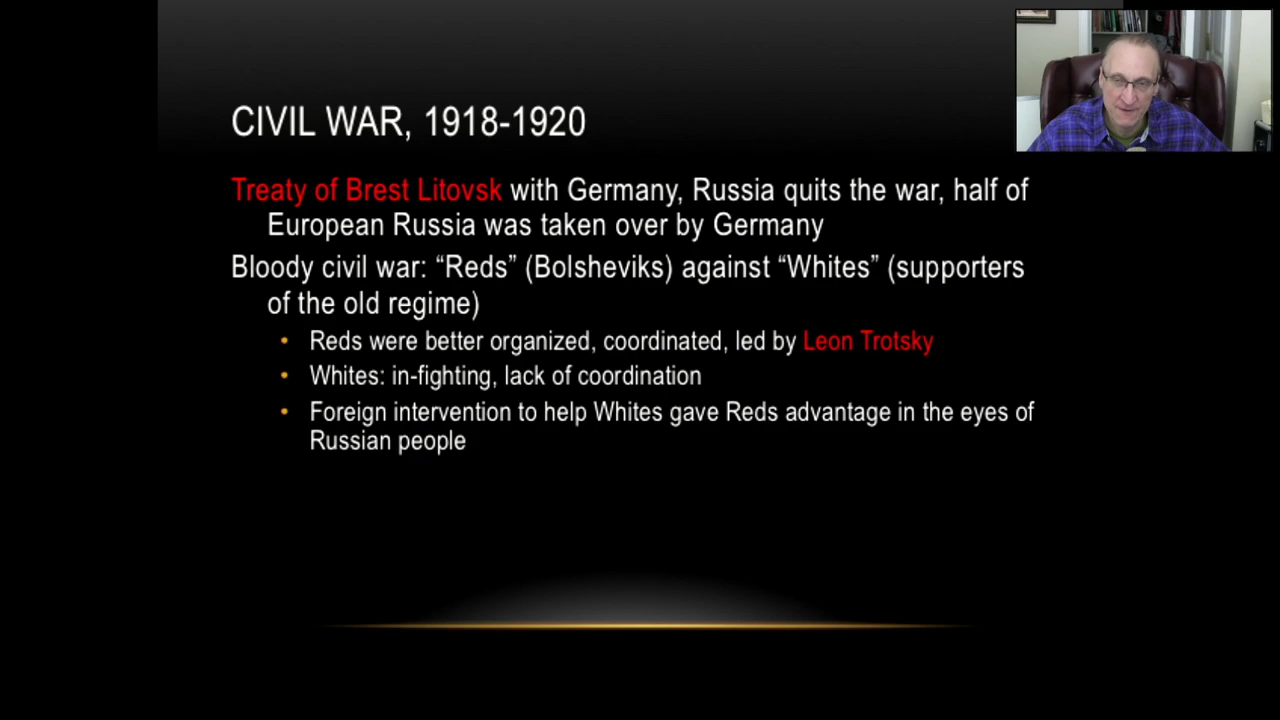 CIVIL WAR, 1918-1920
Treaty of Brest Litovsk with Germany, Russia quits the war, half of
European Russia was taken over by Germany
Bloody civil war: “Reds” (Bolsheviks) against “Whites” (supporters
of the old regime)
• Reds were better organized, coordinated, led by Leon Trotsky
• Whites: in-fighting, lack of coordination
• Foreign intervention to help Whites gave Reds advantage in the eyes of
Russian people